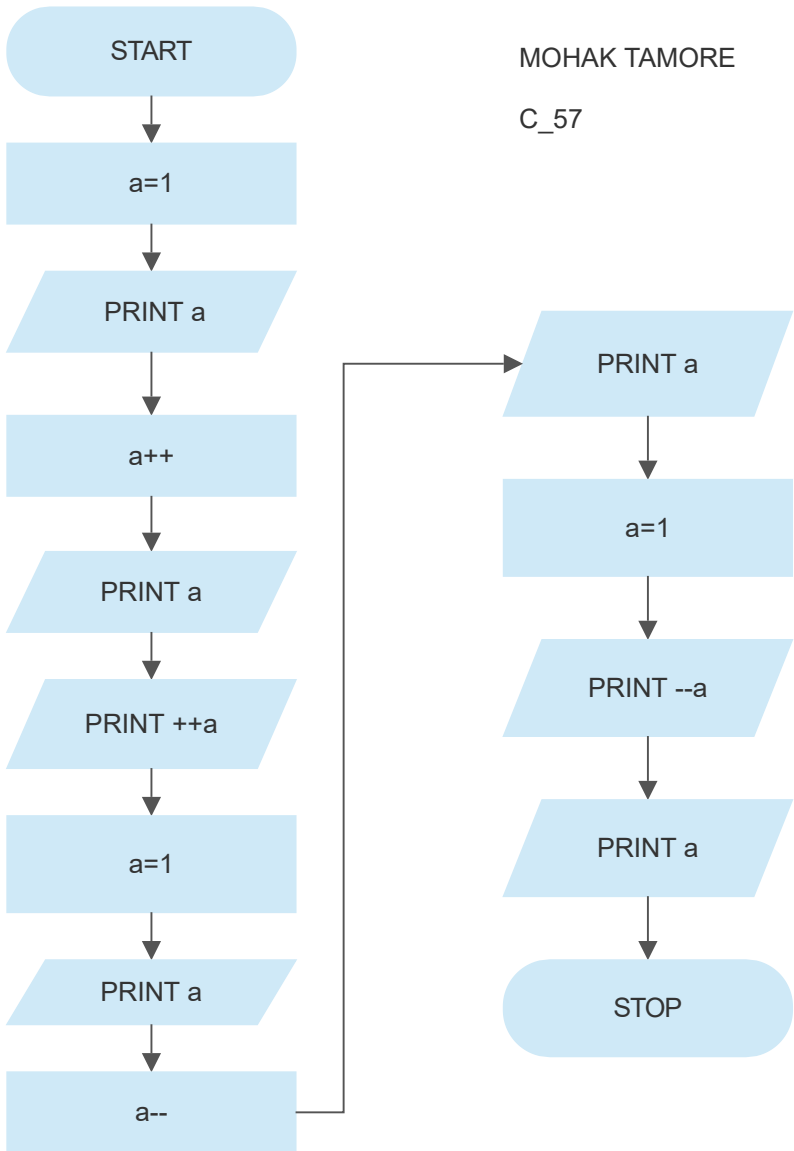 START
MOHAK TAMORE
C_57
a=1
PRINT a
a++
PRINT a
PRINT ++a
a=1
PRINT a
a--
PRINT a
a=1
PRINT --a
PRINT a
STOP